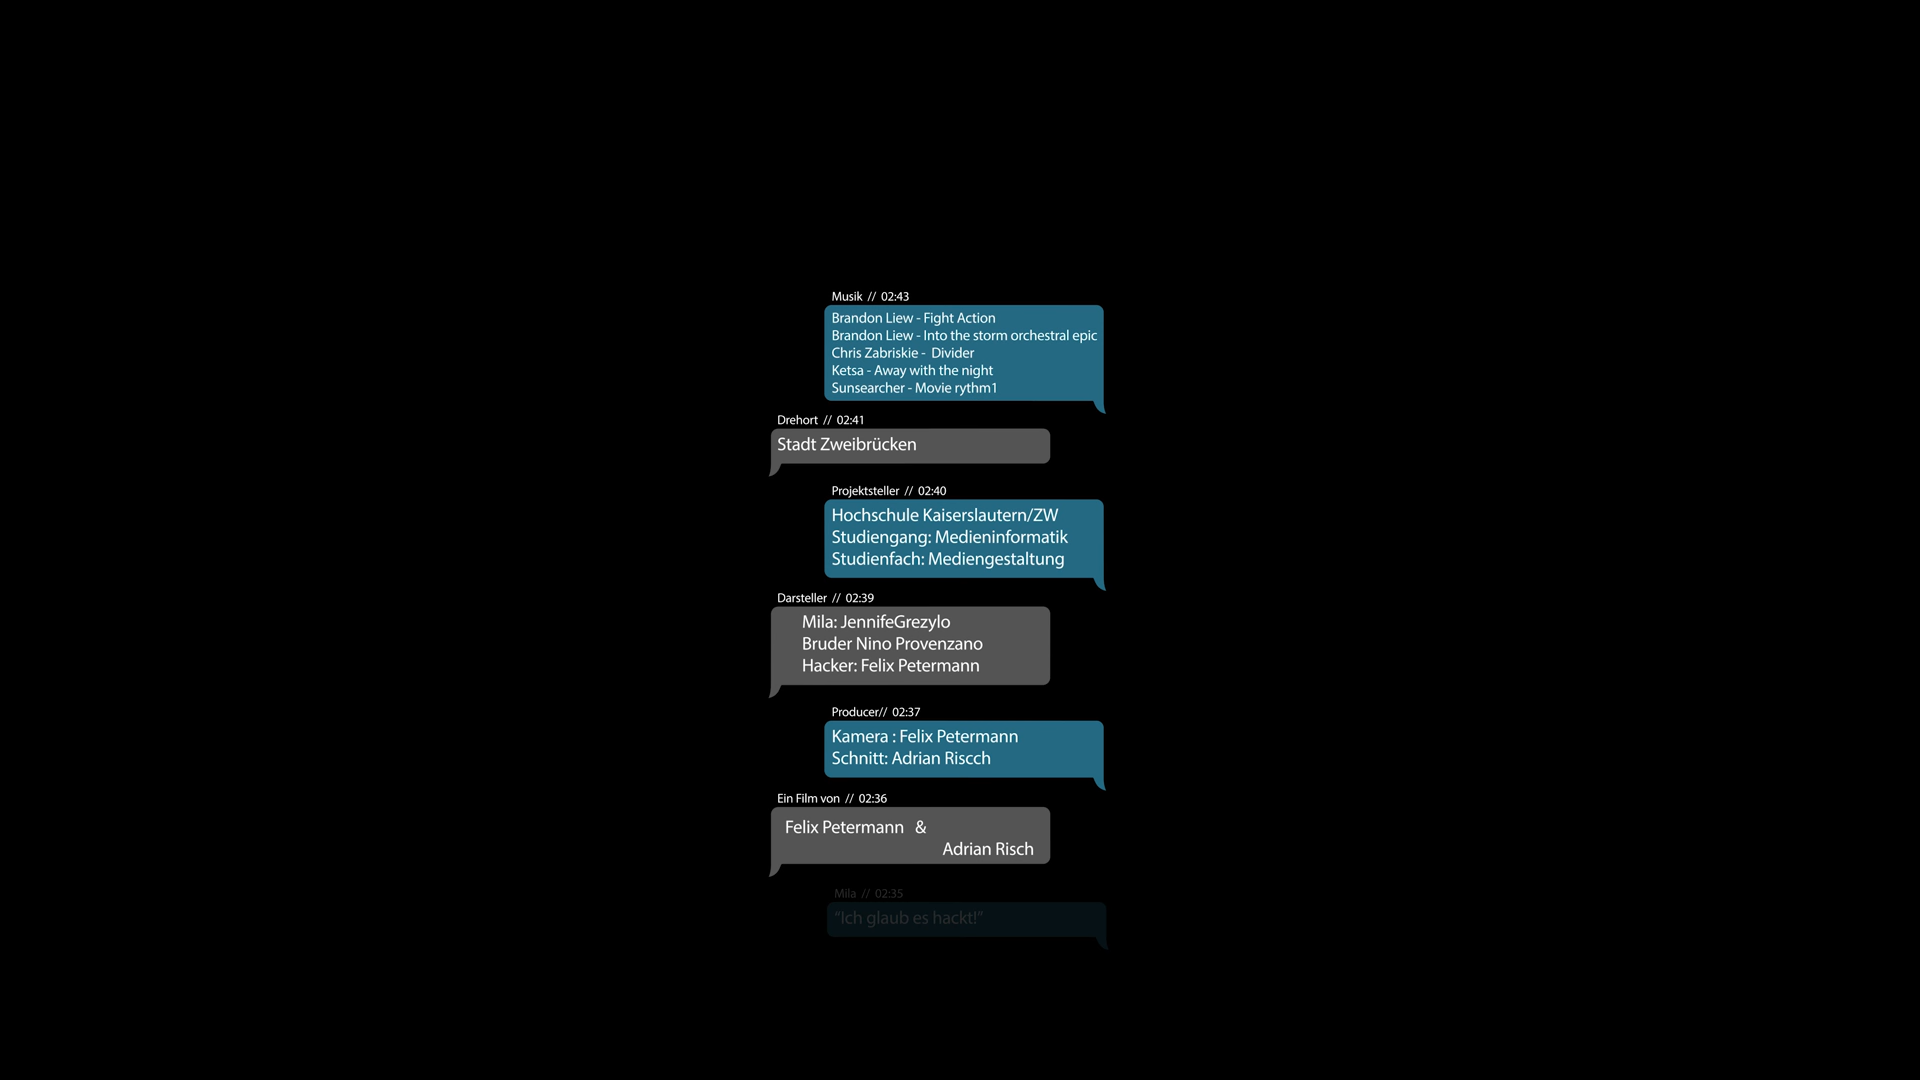 Musik // 02:43
Brandon Liew - Fight Action
Brandon Liew - Into the storm orchestral epic
Chris Zabriskie - Divider
Ketsa - Away with the night
Sunsearcher - Movie rythm1
Drehort // 02:41
Stadt Zweibrücken
Projektsteller // 02:40
Hochschule Kaiserslautern/ZW
Studiengang: Medieninformatik
Studienfach: Mediengestaltung
Darsteller // 02:39
Mila: JennifeGrezylo
Bruder Nino Provenzano
Hacker: Felix Petermann
Producer// 02:37
Kamera : Felix Petermann
Schnitt: Adrian Riscch
Ein Film von // 02:36
Felix Petermann &
Adrian Risch
Mila // 02:35
“Ich glaub es hackt!”